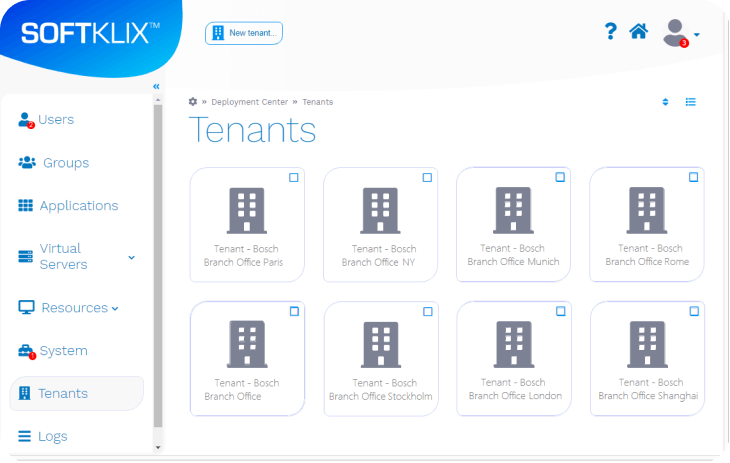 SOFTKLIX™
New tenant...
?
3
«
» Deployment Center » Tenants
Tenants
2
Users
Groups
Applications
Virtual
Servers
Resources
1
System
Tenants
Logs
Tenant - Bosch
Branch Office Paris
Tenant - Bosch
Branch Office NY
Tenant - Bosch
Branch Office Munich
Tenant - Bosch
Branch Office Rome
Tenant - Bosch
Branch Office
Tenant - Bosch
Branch Office Stockholm
Tenant - Bosch
Branch Office London
Tenant - Bosch
Branch Office Shanghai